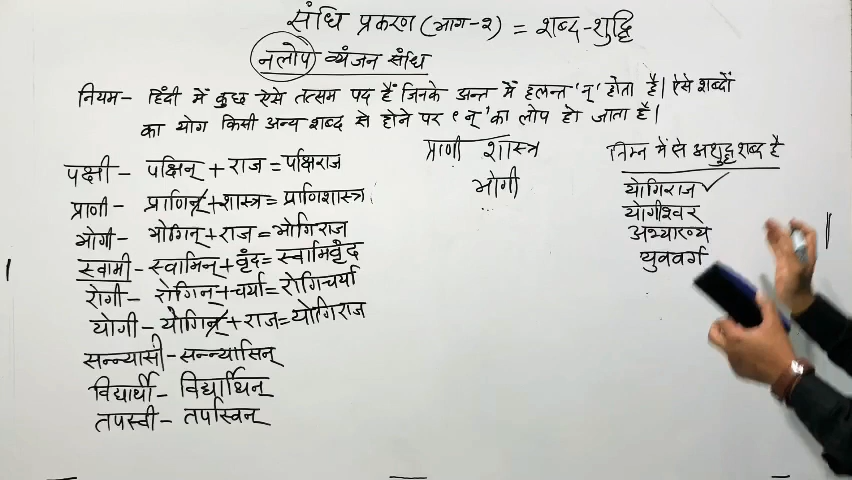 संधि प्रकरण (भाग-२) = शब्द-शुद्धि
नलोप व्यंजन संधि
नियम- हिंदी में कुछ ऐसे तत्सम पद हैं जिनके अन्त में हलन्त 'न्' होता है। ऐसे शब्दों
का योग किसी अन्य शब्द से होने पर 'न्' का लोप हो जाता है।
पक्षी - पक्षिन् + राज = पक्षिराज
प्राणी - प्राणिन् + शास्त्र = प्राणिशास्त्र
भोगी - भोगिन् + राज = भोगिराज
स्वामी - स्वामिन् + वृंद = स्वामिवृंद
रोगी - रोगिन् + चर्या = रोगिचर्या
योगी - योगिन् + राज = योगिराज
सन्न्यासी - सन्न्यासिन्
विद्यार्थी - विद्यार्थिन्
तपस्वी - तपस्विन्
प्राणी शास्त्र
भोगी
निम्न में से अशुद्ध शब्द है
योगिराज ✓
योगीश्वर
अभ्यारण्य
युववर्ग